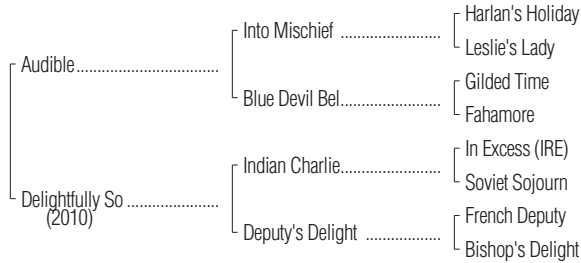 Harlan's Holiday
Into Mischief ....................
Leslie's Lady
Audible.............................
Gilded Time
Blue Devil Bel....................
Fahamore
In Excess (IRE)
Indian Charlie....................
Soviet Sojourn
Delightfully So ..................
(2010)
French Deputy
Deputy's Delight ...............
Bishop's Delight